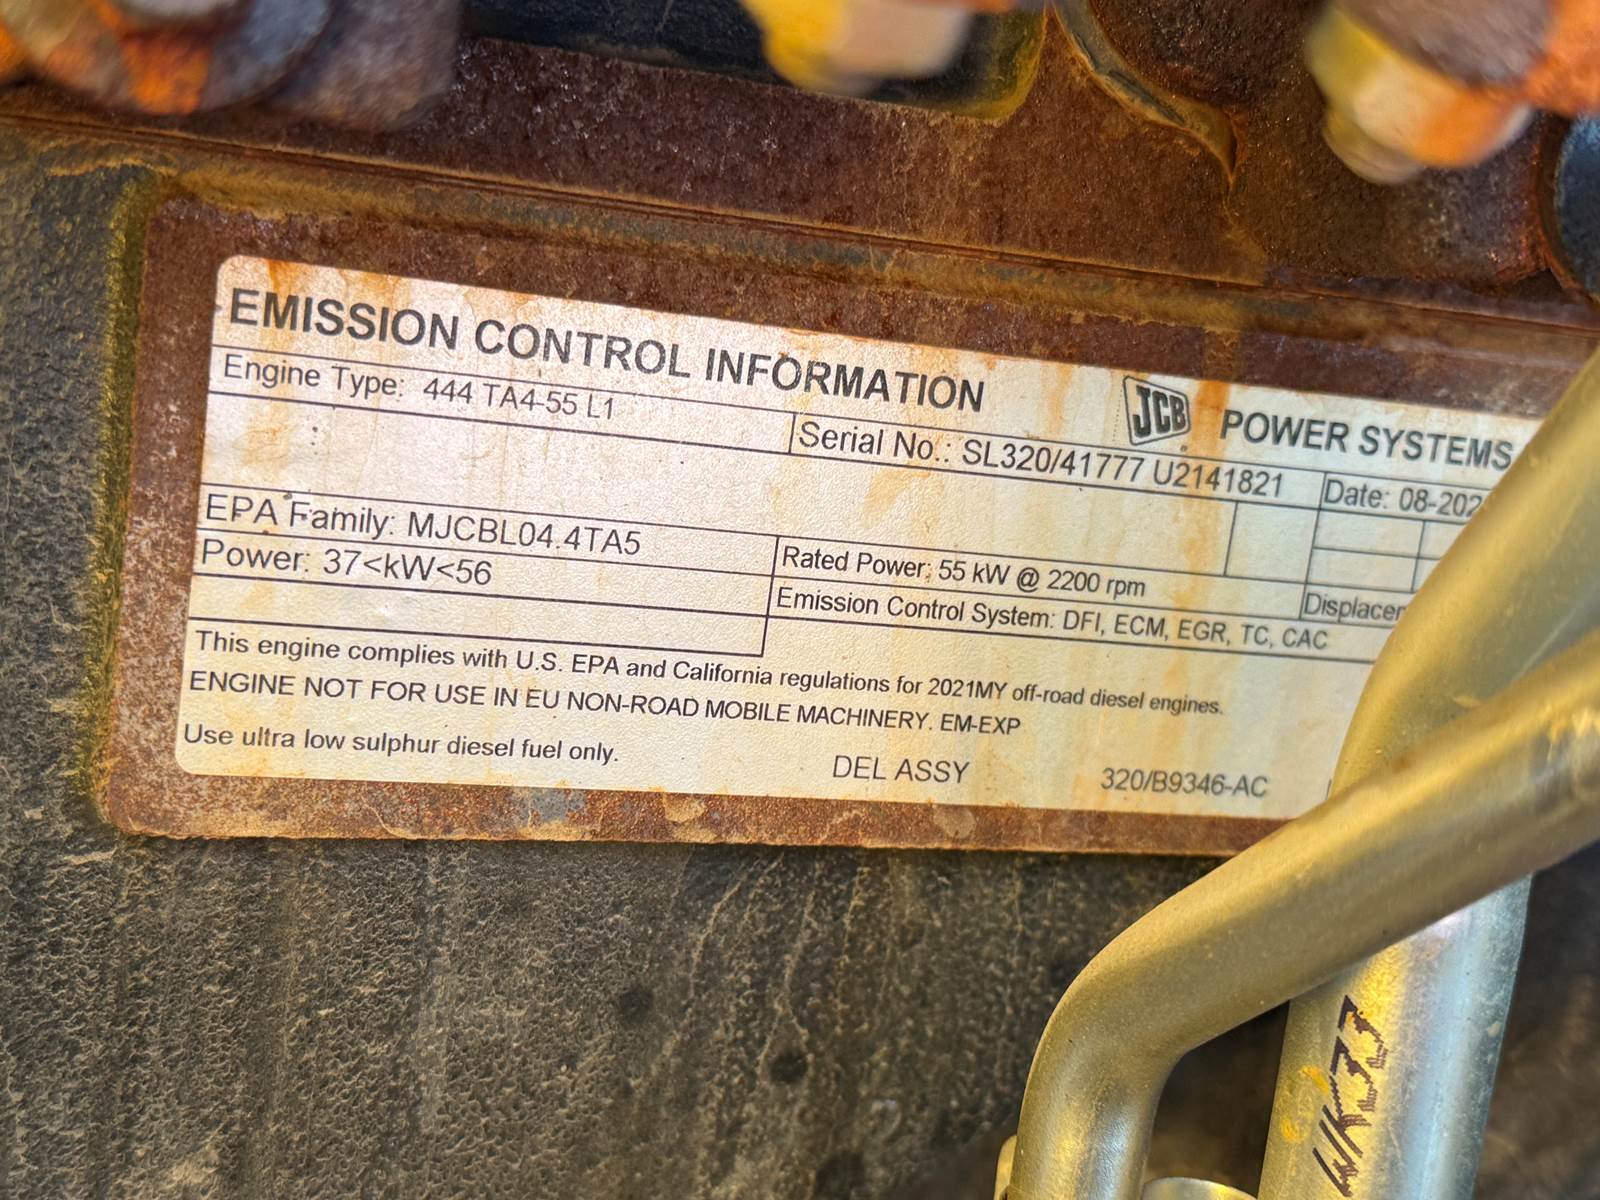 EMISSION CONTROL INFORMATION
JCB POWER SYSTEMS
Engine Type: 444 TA4-55 L1
Serial No.: SL320/41777 U2141821
Date: 08-202
EPA Family: MJCBL04.4TA5
Rated Power: 55 kW @ 2200 rpm
Power: 37<kW<56
Emission Control System: DFI, ECM, EGR, TC, CAC
This engine complies with U.S. EPA and California regulations for 2021MY off-road diesel engines.
ENGINE NOT FOR USE IN EU NON-ROAD MOBILE MACHINERY. EM-EXP
Use ultra low sulphur diesel fuel only.
DEL ASSY
320/B9346-AC
WK33